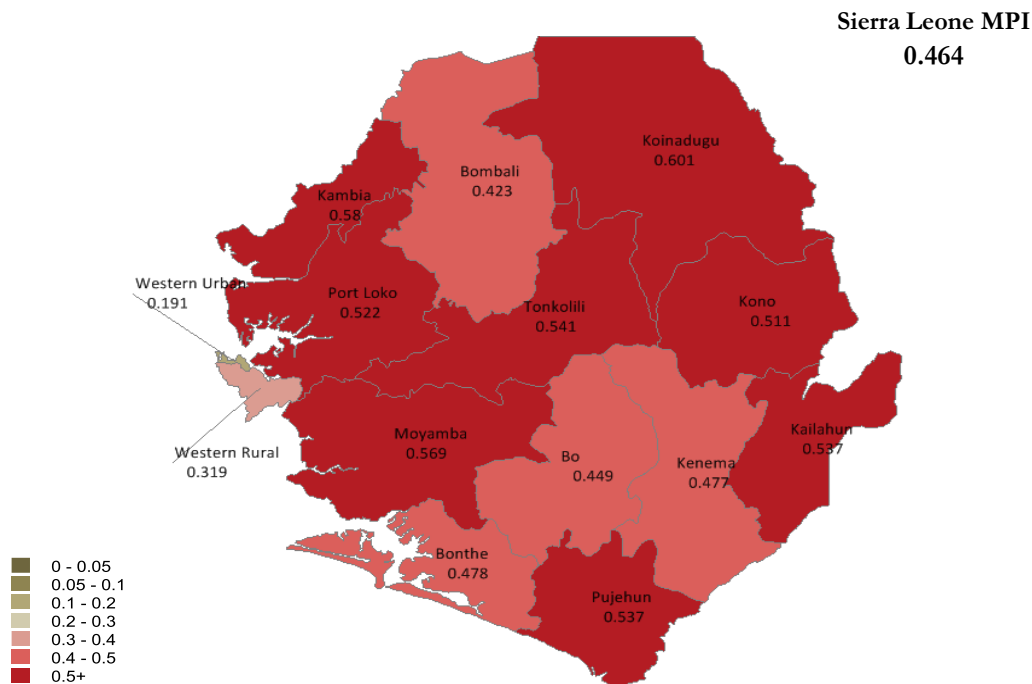 Sierra Leone MPI
0.464
Koinadugu
0.601
Bombali
0.423
Kambia
0.58
Western Urban
0.191
Port Loko
0.522
Tonkolili
0.541
Kono
0.511
Western Rural
0.319
Moyamba
0.569
Bo
0.449
Kenema
0.477
Kailahun
0.537
Bonthe
0.478
Pujehun
0.537
0 - 0.05
0.05 - 0.1
0.1 - 0.2
0.2 - 0.3
0.3 - 0.4
0.4 - 0.5
0.5+